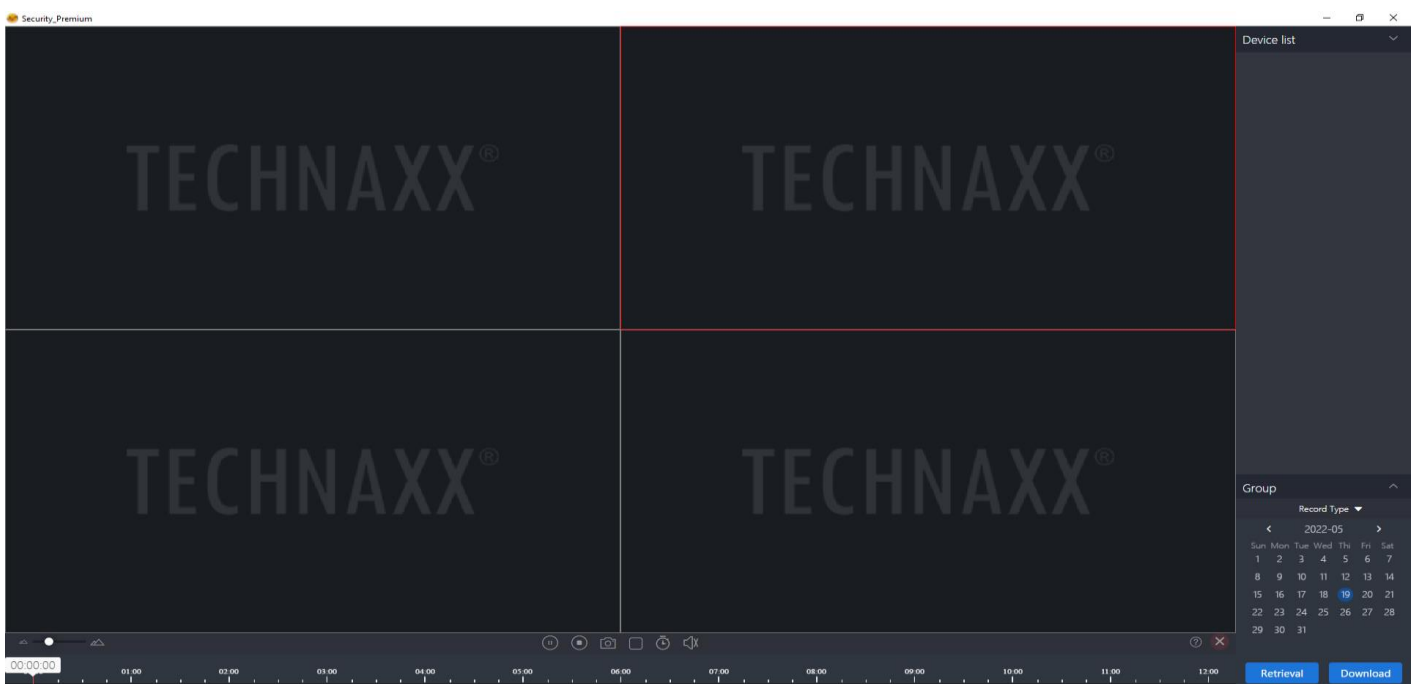 Security_Premium
Device list
TECHNAXX®
TECHNAXX®
TECHNAXX®
TECHNAXX®
Group
Record Type
2022-05
Sun Mon Tue Wed Thi Fri Sat
1 2 3 4 5 6 7
8 9 10 11 12 13 14
15 16 17 18 19 20 21
22 23 24 25 26 27 28
29 30 31
00:00:00 01:00 02:00 03:00 04:00 05:00 06:00 07:00 08:00 09:00 10:00 11:00 12:00
Retrieval Download